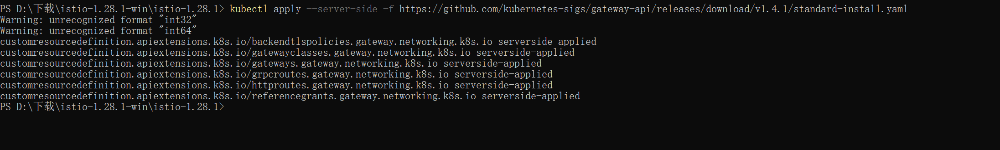 PS D:\下载\istio-1.28.1-win\istio-1.28.1> kubectl apply --server-side -f https://github.com/kubernetes-sigs/gateway-api/releases/download/v1.4.1/standard-install.yaml
Warning: unrecognized format "int32"
Warning: unrecognized format "int64"
customresourcedefinition.apiextensions.k8s.io/backendtlspolicies.gateway.networking.k8s.io serverside-applied
customresourcedefinition.apiextensions.k8s.io/gatewayclasses.gateway.networking.k8s.io serverside-applied
customresourcedefinition.apiextensions.k8s.io/gateways.gateway.networking.k8s.io serverside-applied
customresourcedefinition.apiextensions.k8s.io/grpcroutes.gateway.networking.k8s.io serverside-applied
customresourcedefinition.apiextensions.k8s.io/httproutes.gateway.networking.k8s.io serverside-applied
customresourcedefinition.apiextensions.k8s.io/referencegrants.gateway.networking.k8s.io serverside-applied
PS D:\下载\istio-1.28.1-win\istio-1.28.1>